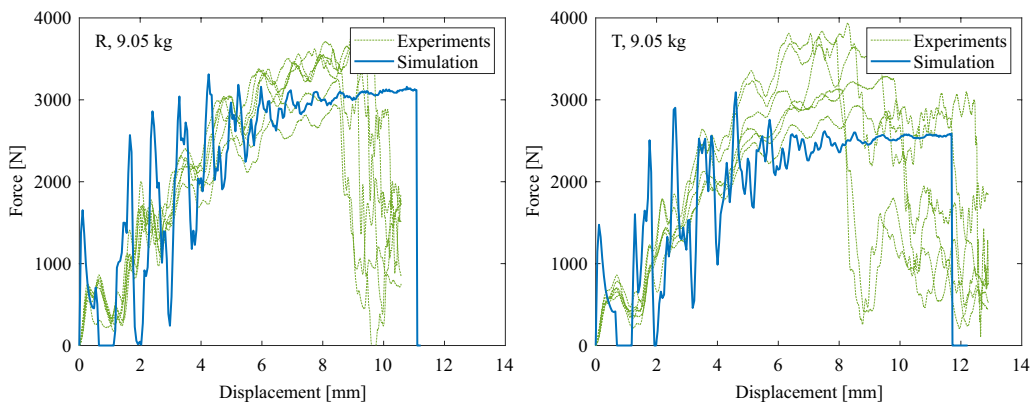 R, 9.05 kg
Experiments
Simulation
4000
3000
2000
1000
0
Force [N]
0 2 4 6 8 10 12 14
Displacement [mm]
T, 9.05 kg
Experiments
Simulation
4000
3000
2000
1000
0
Force [N]
0 2 4 6 8 10 12 14
Displacement [mm]